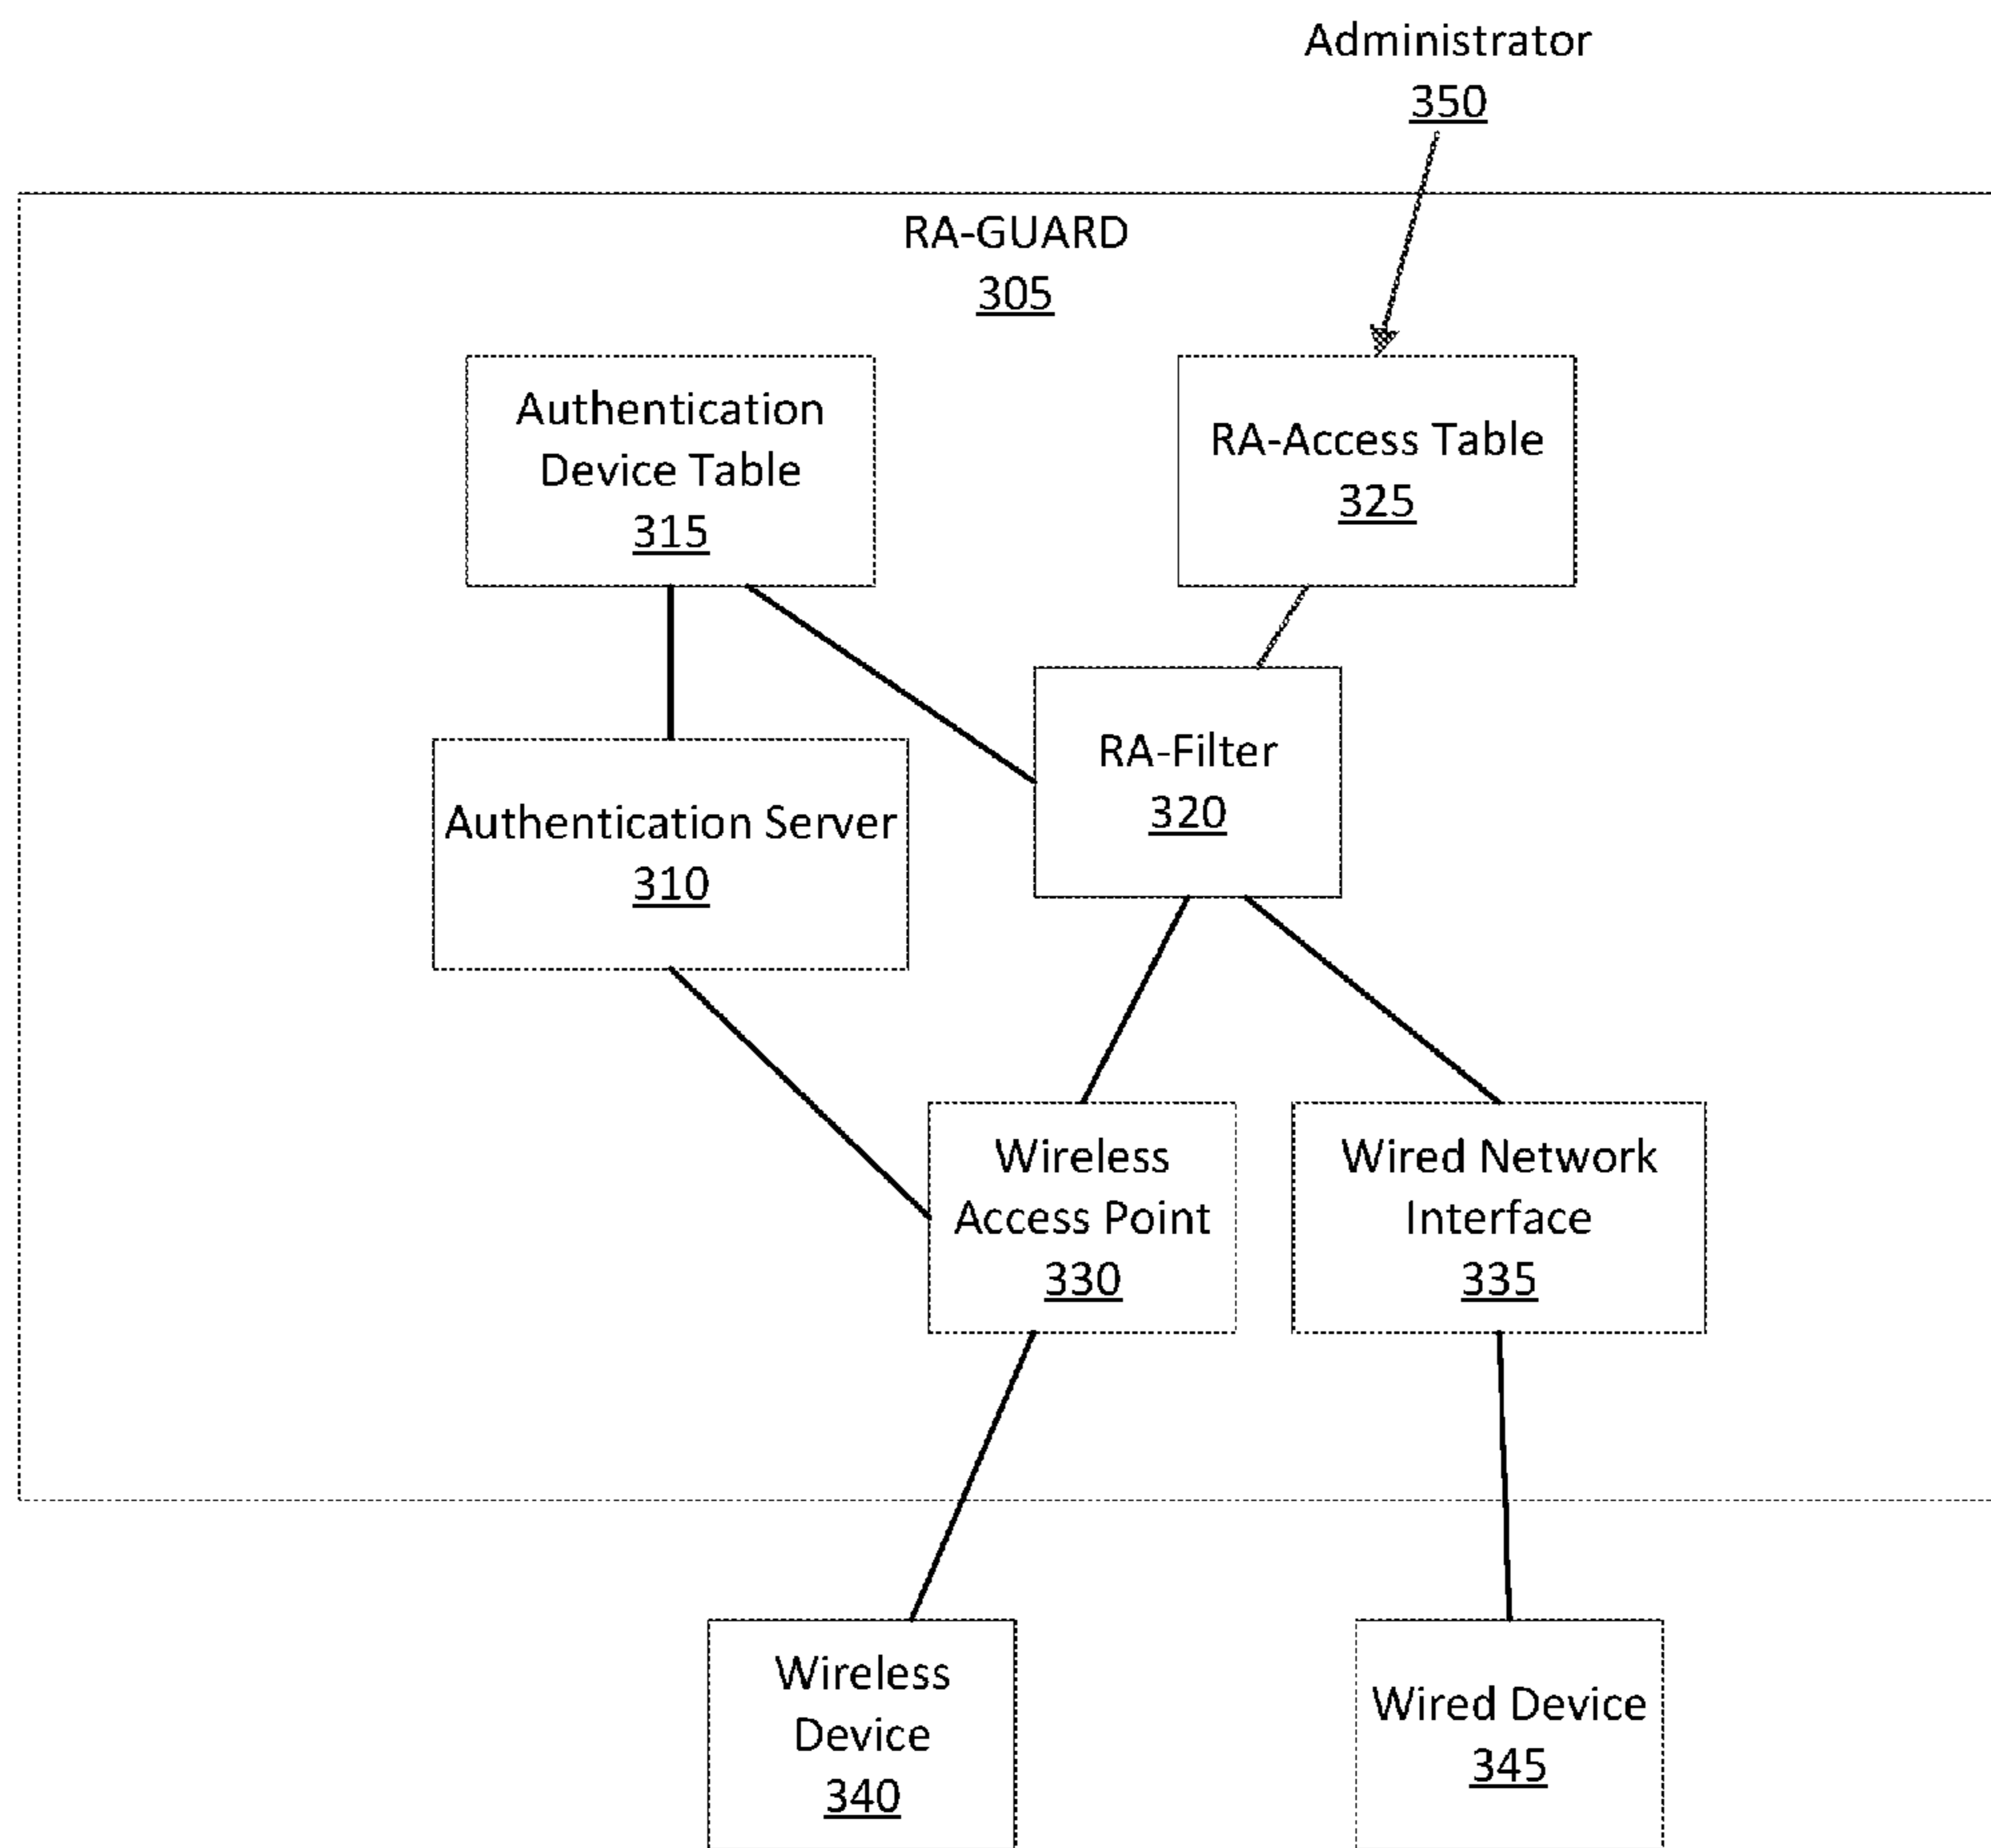 Administrator
350
RA-GUARD
305
Authentication
Device Table
315
RA-Access Table
325
RA-Filter
320
Authentication Server
310
Wireless
Access Point
330
Wired Network
Interface
335
Wireless
Device
340
Wired Device
345